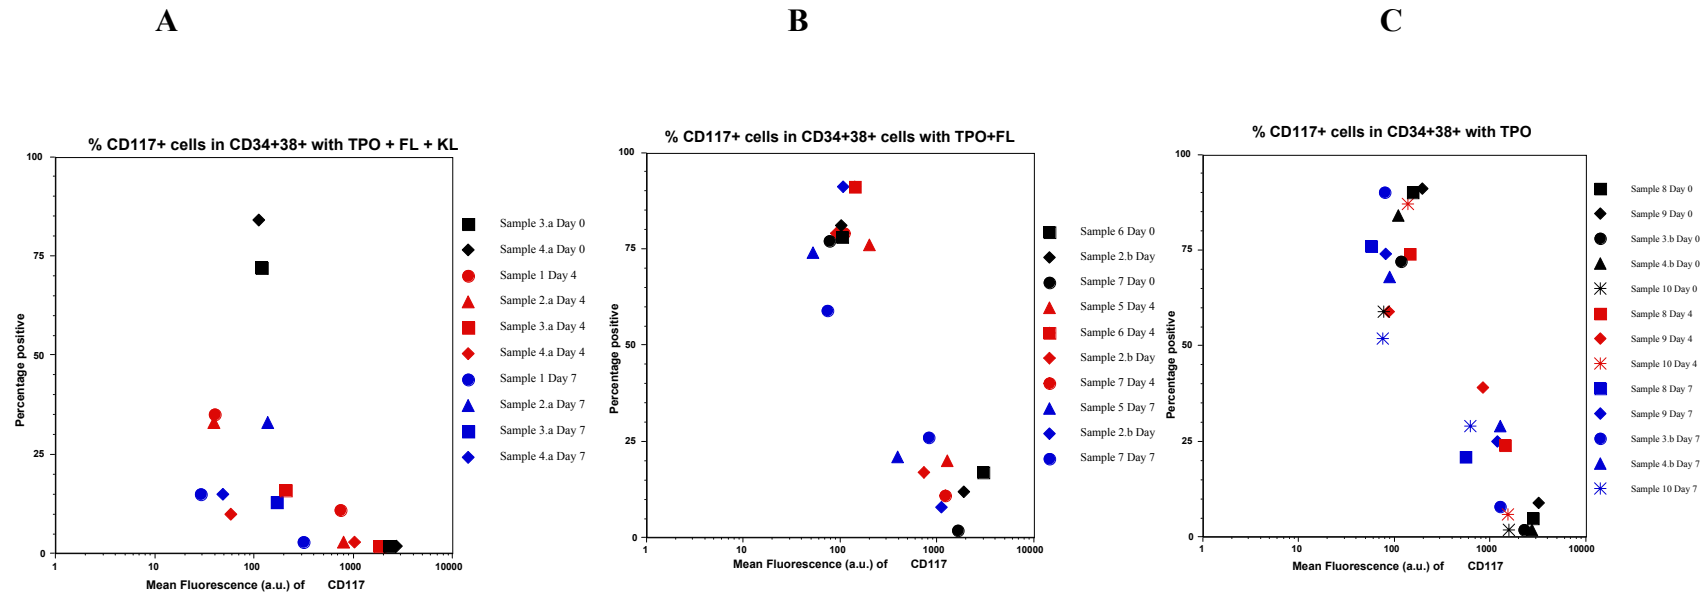 A
B
C
% CD117+ cells in CD34+38+ with TPO + FL + KL
100
75
50
25
0
Percentage positive
1
10
100
1000
10000
Mean Fluorescence (a.u.) of CD117
Sample 3.a Day 0
Sample 4.a Day 0
Sample 1 Day 4
Sample 2.a Day 4
Sample 3.a Day 4
Sample 4.a Day 4
Sample 1 Day 7
Sample 2.a Day 7
Sample 3.a Day 7
Sample 4.a Day 7
% CD117+ cells in CD34+38+ cells with TPO+FL
100
75
50
25
0
Percentage positive
1
10
100
1000
10000
Mean Fluorescence (a.u.) of CD117
Sample 6 Day 0
Sample 2.b Day
Sample 7 Day 0
Sample 5 Day 4
Sample 6 Day 4
Sample 2.b Day
Sample 7 Day 4
Sample 5 Day 7
Sample 2.b Day
Sample 7 Day 7
% CD117+ cells in CD34+38+ with TPO
100
75
50
25
0
Percentage positive
1
10
100
1000
10000
Mean Fluorescence (a.u.) of CD117
Sample 8 Day 0
Sample 9 Day 0
Sample 3.b Day 0
Sample 4.b Day 0
Sample 10 Day 0
Sample 8 Day 4
Sample 9 Day 4
Sample 10 Day 4
Sample 8 Day 7
Sample 9 Day 7
Sample 3.b Day 7
Sample 4.b Day 7
Sample 10 Day 7